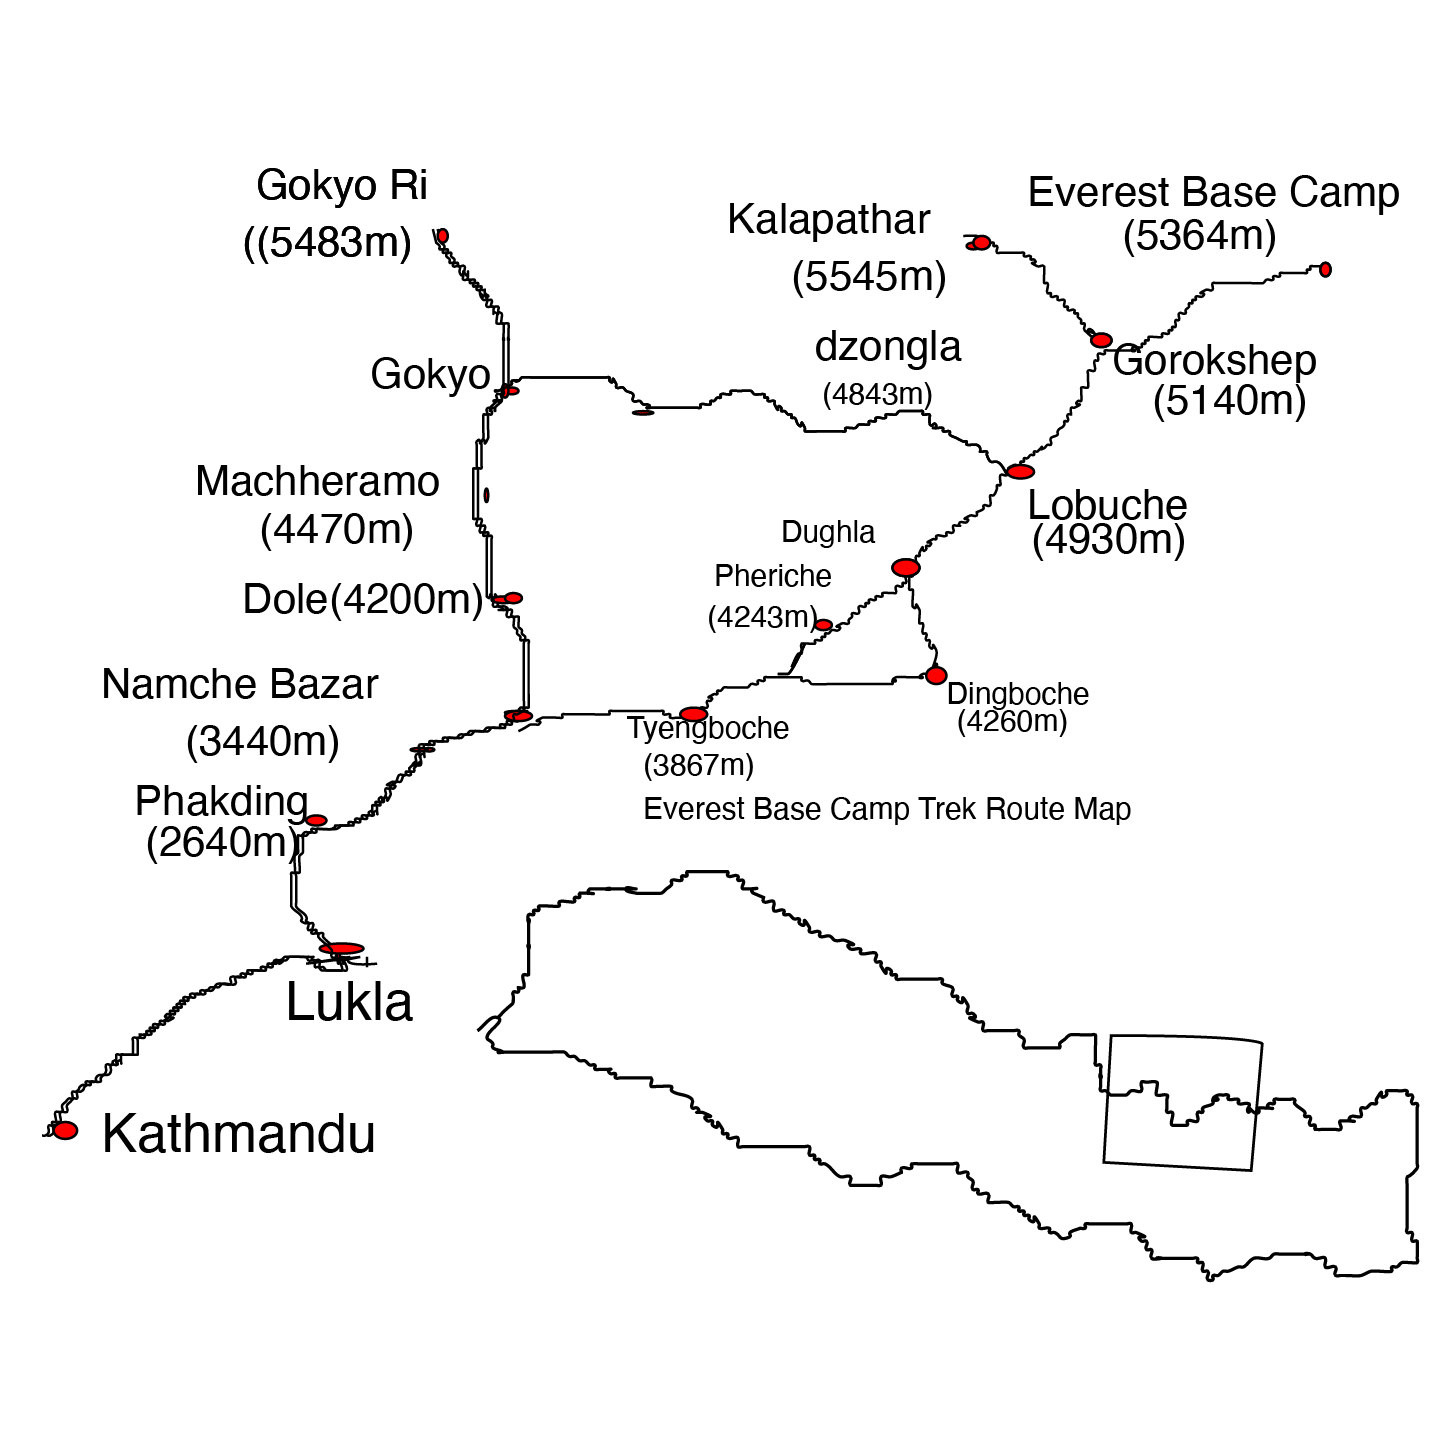 Gokyo Ri
((5483m)
Kalapathar
(5545m)
Everest Base Camp
(5364m)
dzongla
(4843m)
Gorokshep
(5140m)
Gokyo
Machheramo
(4470m)
Lobuche
(4930m)
Dughla
Pheriche
(4243m)
Dole(4200m)
Namche Bazar
(3440m)
Dingboche
(4260m)
Tyengboche
(3867m)
Phakding
(2640m)
Everest Base Camp Trek Route Map
Lukla
Kathmandu